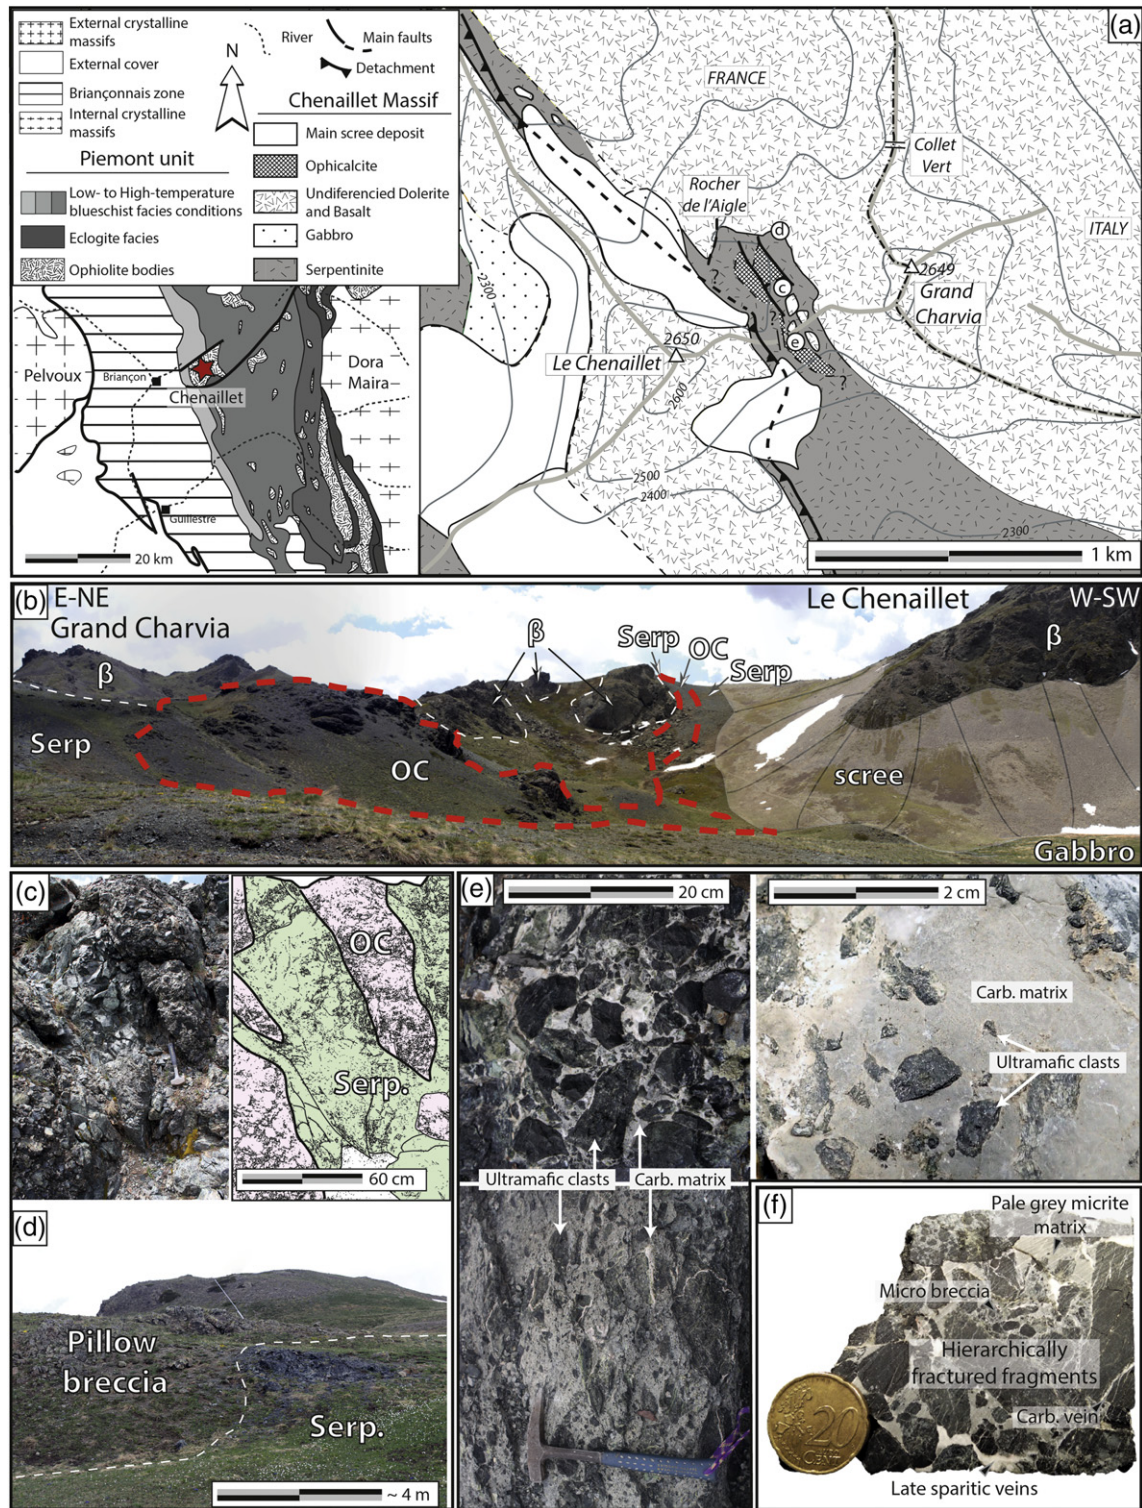 External crystalline
massifs
External cover
Briançonnais zone
Internal crystalline
massifs
Piemont unit
Low- to High-temperature
blueschist facies conditions
Eclogite facies
Ophiolite bodies
River
Main faults
N
Detachment
Chenaillet Massif
Main scree deposit
Ophicalcite
Undiferencied Dolerite
and Basalt
Gabbro
Serpentinite
Pelvoux
Briançon
Chenaillet
Dora
Maira
Guillestre
20 km
(a)
FRANCE
Collet
Vert
Rocher
de l'Aigle
ITALY
d
2300
?
c
2649
Grand
Charvia
?
e
2650
Le Chenaillet
?
2600
2500
2400
2300
1 km
(b)
E-NE
Grand Charvia
Le Chenaillet
W-SW
β
β
Serp
OC
Serp
β
Serp
OC
scree
Gabbro
(c)
OC
Serp.
60 cm
(d)
Pillow
breccia
Serp.
~ 4 m
(e)
20 cm
2 cm
Carb. matrix
Ultramafic clasts
Ultramafic clasts
Carb. matrix
(f)
Pale grey micrite
matrix
Micro breccia
Hierarchically
fractured fragments
Carb. vein
20
CENT
Late sparitic veins